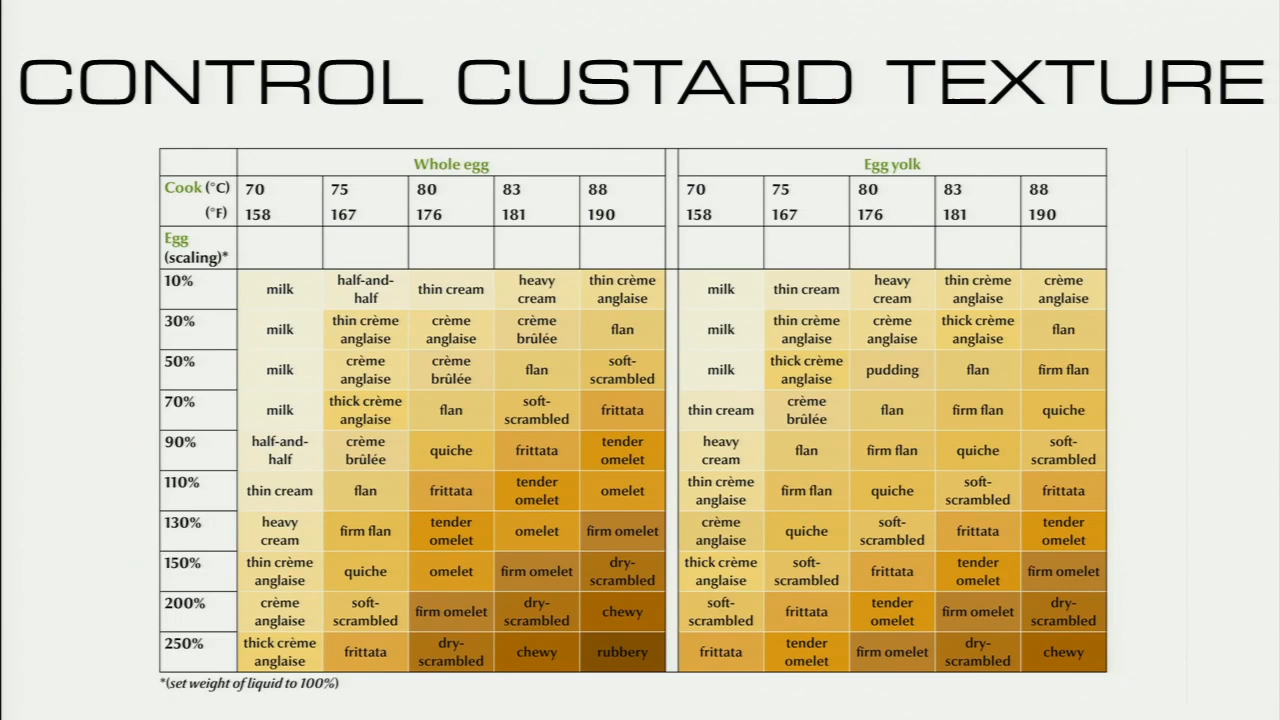 CONTROL CUSTARD TEXTURE
Whole egg Egg yolk
Cook (°C) 70 75 80 83 88 70 75 80 83 88
(°F) 158 167 176 181 190 158 167 176 181 190
Egg
(scaling)*
10% milk half-and-half thin cream heavy cream thin crème anglaise milk thin cream heavy cream thin crème anglaise crème anglaise
30% milk thin crème anglaise crème anglaise crème brûlée flan milk thin crème anglaise crème anglaise thick crème anglaise flan
50% milk crème anglaise crème brûlée flan soft-scrambled milk thick crème anglaise pudding flan firm flan
70% milk thick crème anglaise flan soft-scrambled frittata thin cream crème brûlée flan firm flan quiche
90% half-and-half crème brûlée quiche frittata tender omelet heavy cream flan firm flan quiche soft-scrambled
110% thin cream flan frittata tender omelet omelet thin crème anglaise firm flan quiche soft-scrambled frittata
130% heavy cream firm flan tender omelet omelet firm omelet crème anglaise quiche soft-scrambled frittata tender omelet
150% thin crème anglaise quiche omelet firm omelet dry-scrambled thick crème anglaise soft-scrambled frittata tender omelet firm omelet
200% crème anglaise soft-scrambled firm omelet dry-scrambled chewy soft-scrambled frittata tender omelet firm omelet dry-scrambled
250% thick crème anglaise frittata dry-scrambled chewy rubbery frittata tender omelet firm omelet dry-scrambled chewy
*(set weight of liquid to 100%)